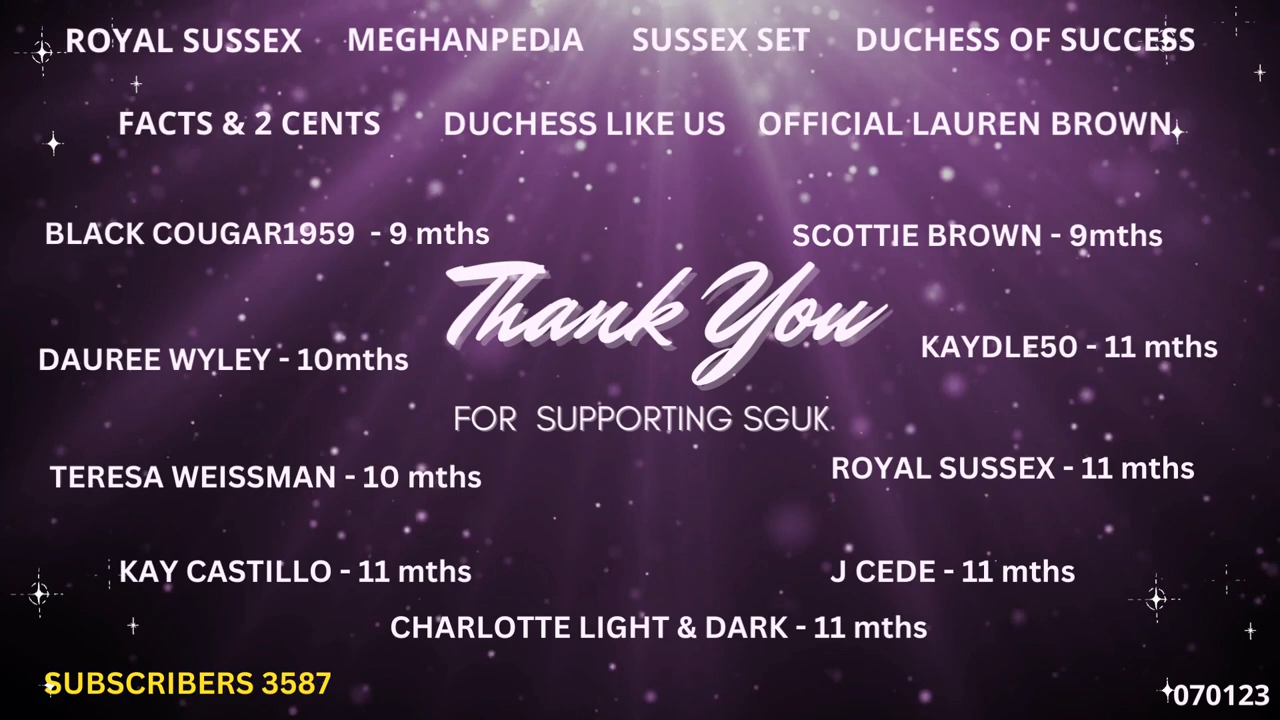 ROYAL SUSSEX MEGHANPEDIA SUSSEX SET DUCHESS OF SUCCESS
FACTS & 2 CENTS DUCHESS LIKE US OFFICIAL LAUREN BROWN
BLACK COUGAR1959 - 9 mths SCOTTIE BROWN - 9mths
Thank You
DAUREE WYLEY - 10mths KAYDLE50 - 11 mths
FOR SUPPORTING SGUK
TERESA WEISSMAN - 10 mths ROYAL SUSSEX - 11 mths
KAY CASTILLO - 11 mths J CEDE - 11 mths
CHARLOTTE LIGHT & DARK - 11 mths
SUBSCRIBERS 3587 070123